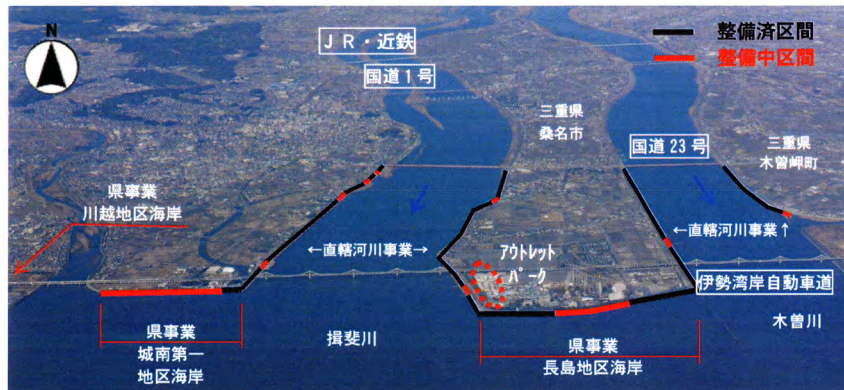 N
JR・近鉄
国道1号
整備済区間
整備中区間
三重県
桑名市
国道23号
三重県
木曽岬町
県事業
川越地区海岸
←直轄河川事業→
←直轄河川事業↑
アウトレット
パーク
伊勢湾岸自動車道
県事業
城南第一
地区海岸
揖斐川
県事業
長島地区海岸
木曽川